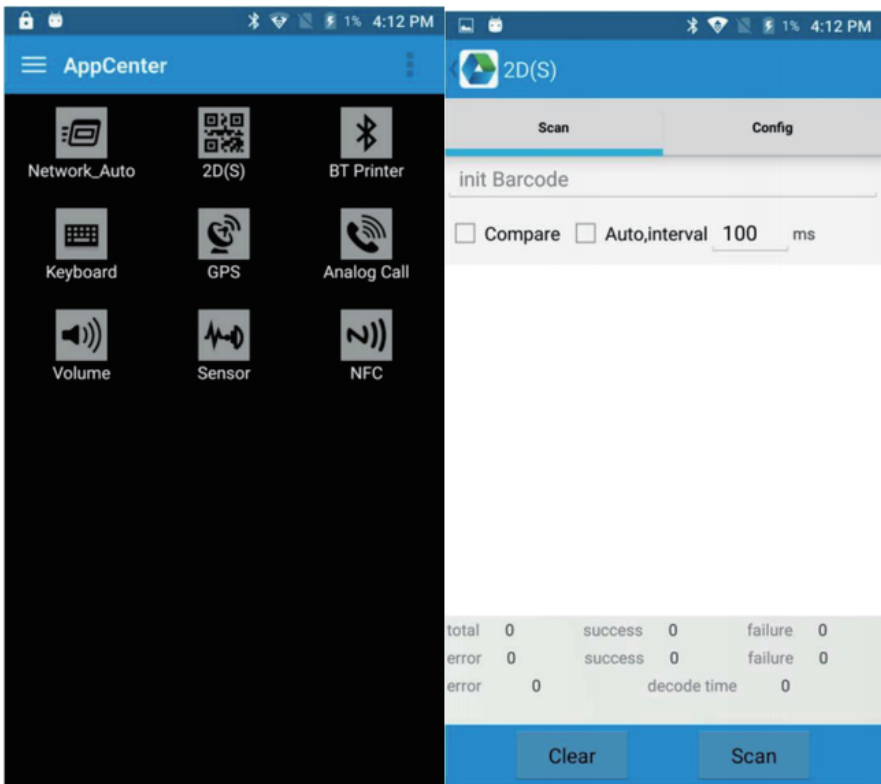 1% 4:12 PM
AppCenter
Network_Auto 2D(S) BT Printer
Keyboard GPS Analog Call
Volume Sensor NFC
1% 4:12 PM
2D(S)
Scan Config
init Barcode
Compare Auto,interval 100 ms
total 0 success 0 failure 0
error 0 success 0 failure 0
error 0 decode time 0
Clear Scan